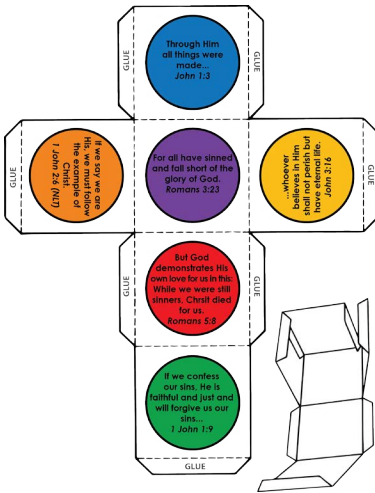 GLUE
Through Him
all things were
made...
John 1:3
GLUE
GLUE
If we say we are
His, we must follow
the example of
Christ.
1 John 2:6 (NLT)
For all have sinned
and fall short of the
glory of God.
Romans 3:23
...whoever
believes in Him
shall not perish but
have eternal life.
John 3:16
GLUE
GLUE
But God
demonstrates His
own love for us in this:
While we were still
sinners, Chrsit died
for us.
Romans 5:8
GLUE
If we confess
our sins, He is
faithful and just and
will forgive us our
sins...
1 John 1:9
GLUE